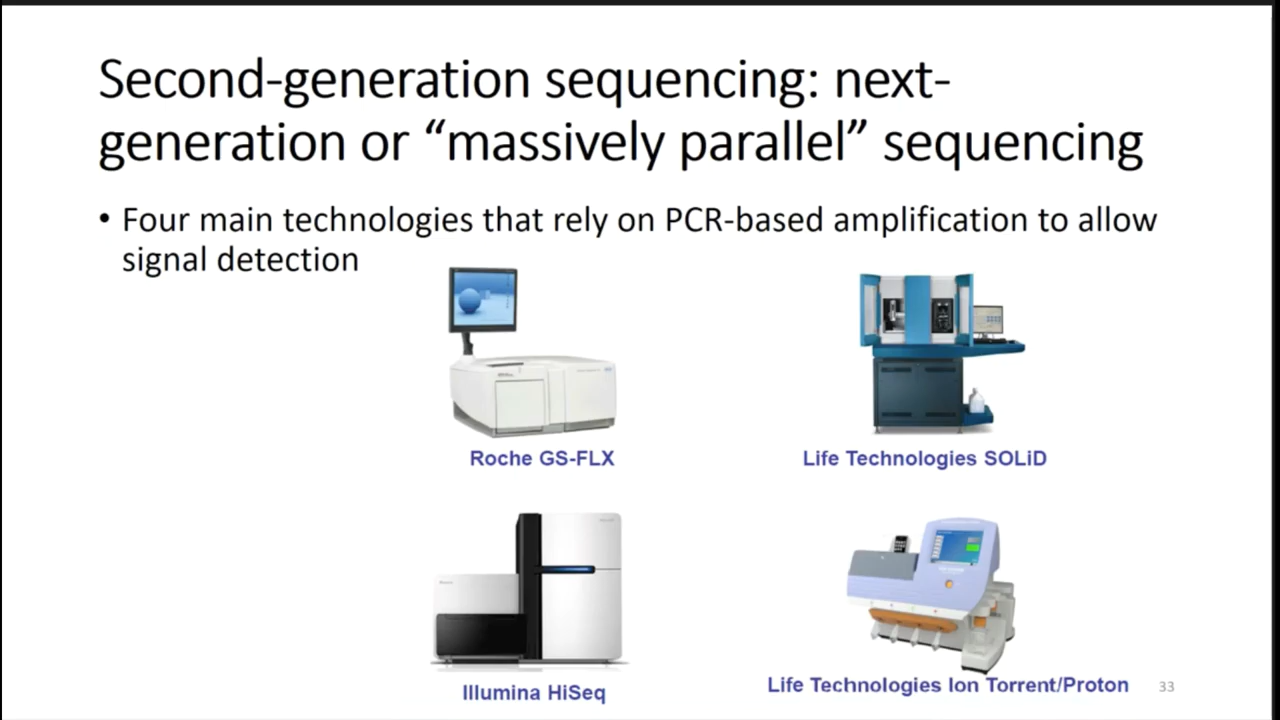 Second-generation sequencing: next-
generation or “massively parallel” sequencing
• Four main technologies that rely on PCR-based amplification to allow
signal detection
Roche GS-FLX
Life Technologies SOLiD
Illumina HiSeq
Life Technologies Ion Torrent/Proton
33